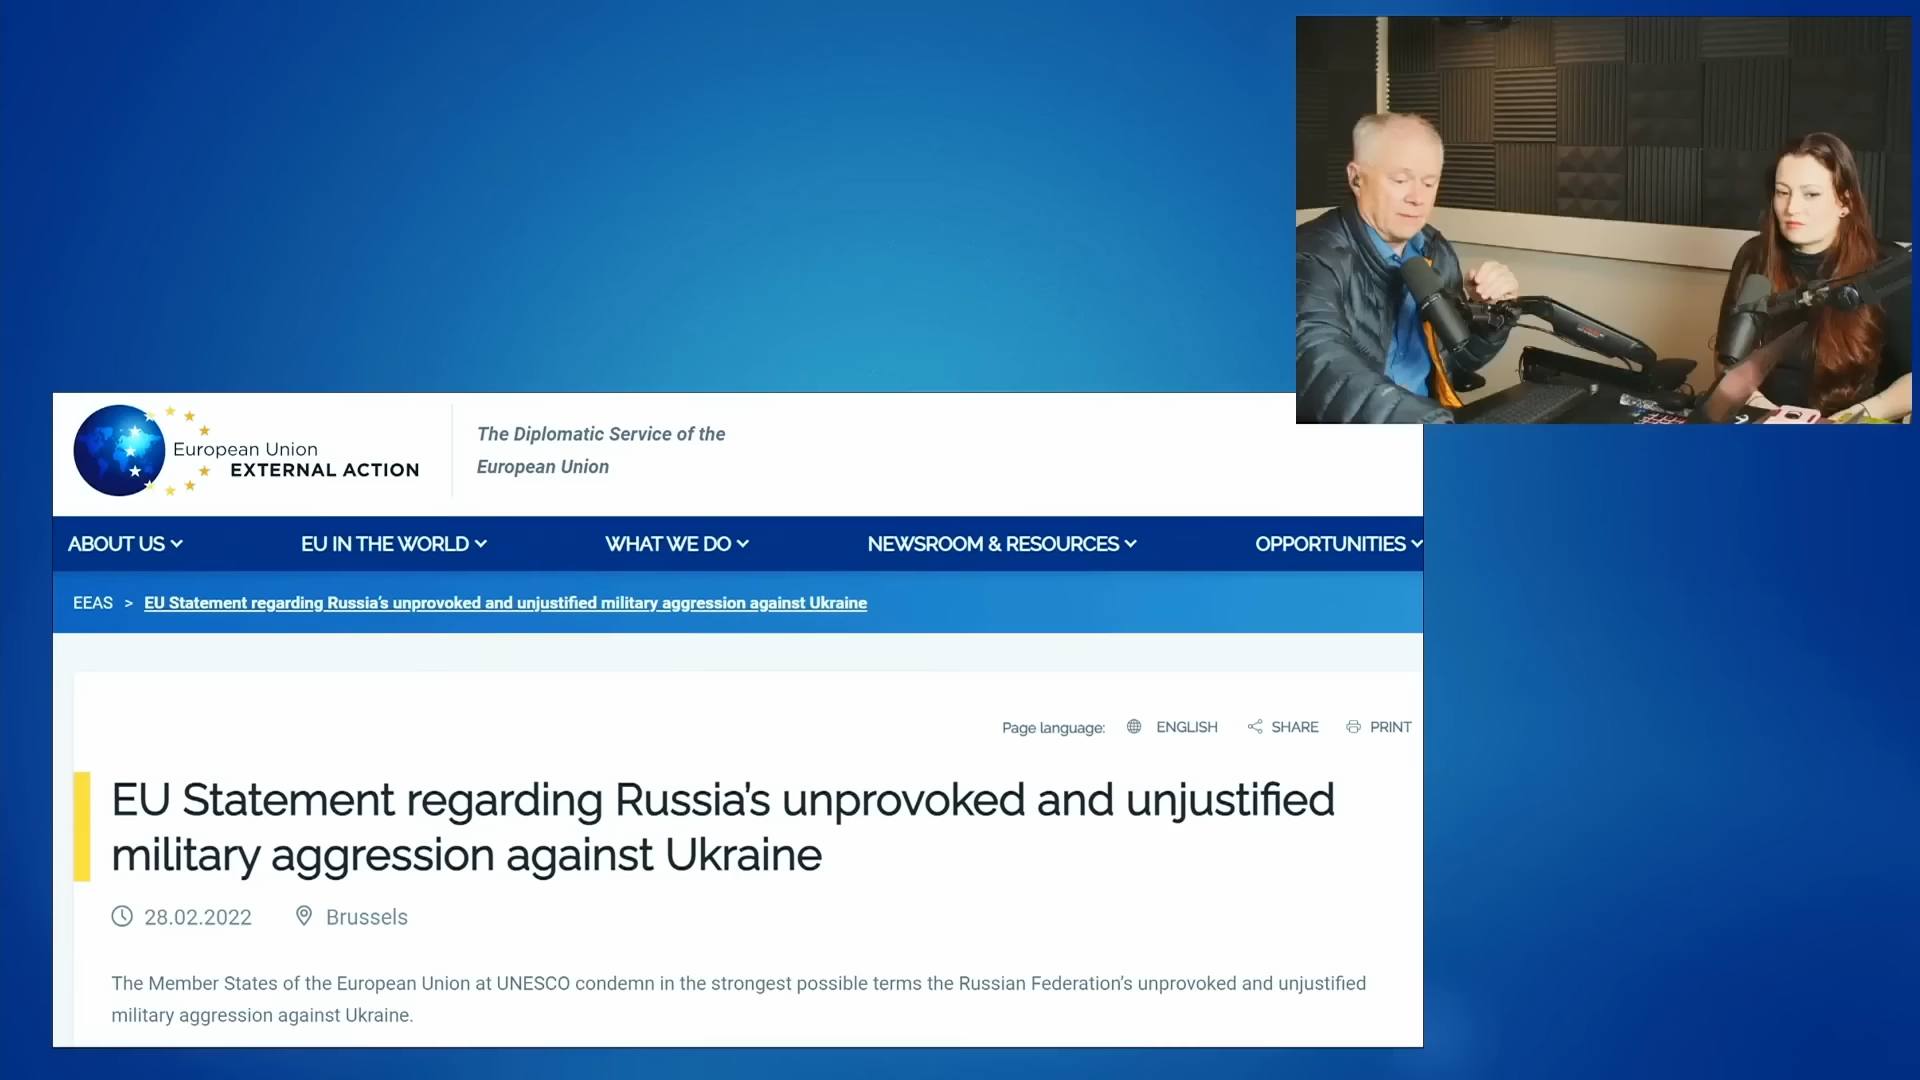 European Union
EXTERNAL ACTION
The Diplomatic Service of the
European Union
ABOUT US
EU IN THE WORLD
WHAT WE DO
NEWSROOM & RESOURCES
OPPORTUNITIES
EEAS > EU Statement regarding Russia’s unprovoked and unjustified military aggression against Ukraine
Page language: ENGLISH SHARE PRINT
EU Statement regarding Russia’s unprovoked and unjustified
military aggression against Ukraine
28.02.2022 Brussels
The Member States of the European Union at UNESCO condemn in the strongest possible terms the Russian Federation’s unprovoked and unjustified
military aggression against Ukraine.